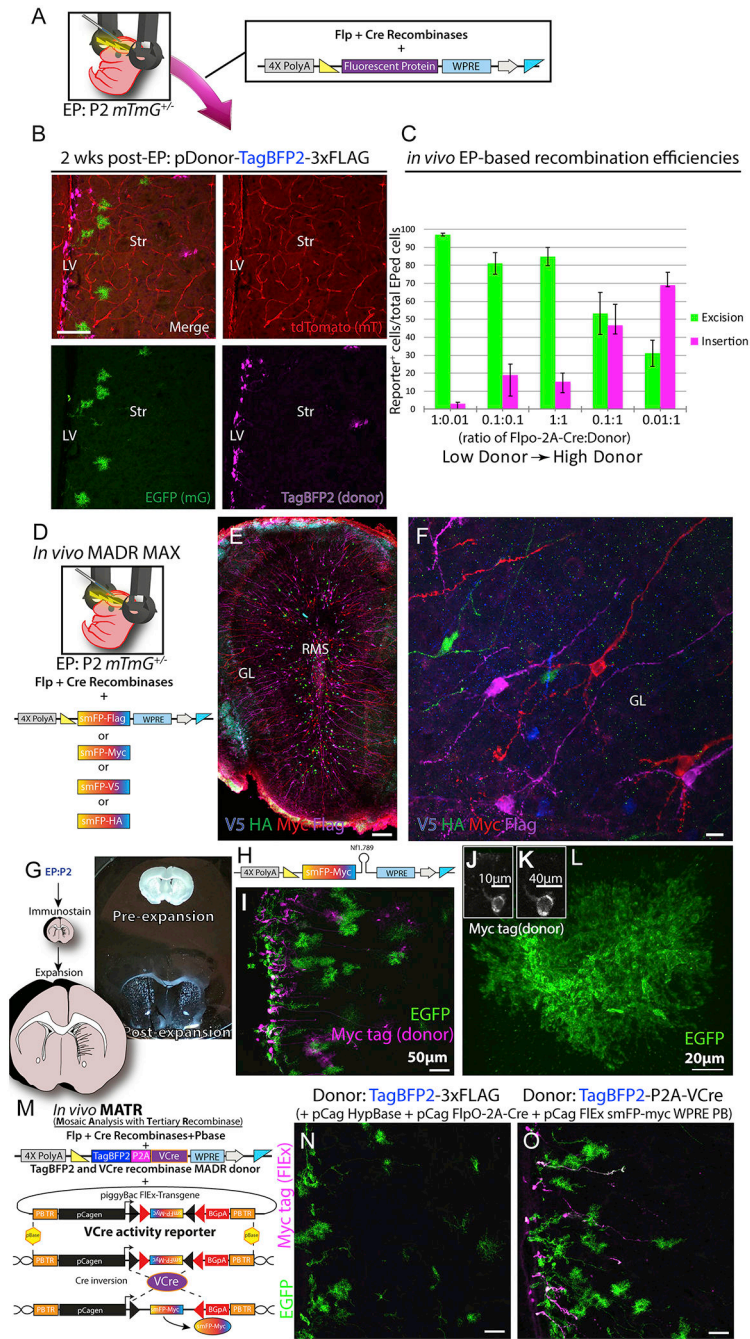 A
Flp + Cre Recombinases
+
4X PolyA
Fluorescent Protein
WPRE
EP: P2 mTmG+/-
B
2 wks post-EP: pDonor-TagBFP2-3xFLAG
Str
LV
Merge
Str
LV
tdTomato (mT)
Str
LV
EGFP (mG)
Str
LV
TagBFP2 (donor)
C
in vivo EP-based recombination efficiencies
Reporter+ cells/total EPed cells
100
90
80
70
60
50
40
30
20
10
0
Excision
Insertion
1:0.01 0.1:0.1 1:1 0.1:1 0.01:1
(ratio of Flpo-2A-Cre:Donor)
Low Donor → High Donor
D
In vivo MADR MAX
EP: P2 mTmG+/-
Flp + Cre Recombinases
+
4X PolyA
smFP-Flag
WPRE
or
smFP-Myc
or
smFP-V5
or
smFP-HA
E
RMS
GL
V5 HA Myc Flag
F
GL
V5 HA Myc Flag
G
EP:P2
Immunostain
Expansion
Pre-expansion
Post-expansion
H
Nf1.789
4X PolyA
smFP-Myc
WPRE
I
EGFP
Myc tag (donor)
50μm
J
10μm
K
40μm
Myc tag(donor)
L
EGFP
20μm
M
In vivo MATR
(Mosaic Analysis with Tertiary Recombinase)
Flp + Cre Recombinases+Pbase
+
4X PolyA
TagBFP2
P2A
VCre
WPRE
TagBFP2 and VCre recombinase MADR donor
+
piggyBac FlEx-Transgene
PB TR
pCagen
BGpA
PB TR
VCre activity reporter
pBase
pBase
PB TR
pCagen
BGpA
PB TR
Cre inversion
VCre
PB TR
pCagen
smFP-Myc
BGpA
PB TR
smFP-Myc
Donor: TagBFP2-3xFLAG
Donor: TagBFP2-P2A-VCre
(+ pCag HypBase + pCag FlpO-2A-Cre + pCag FlEx smFP-myc WPRE PB)
N
O
EGFP Myc tag (FlEx)